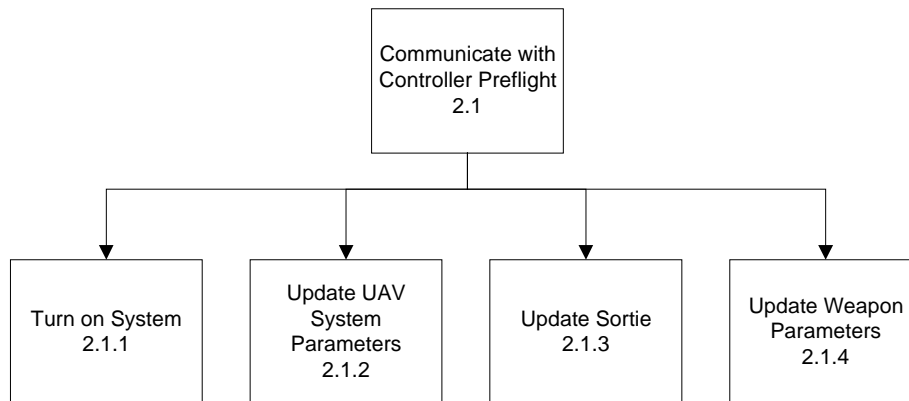 Communicate with
Controller Preflight
2.1
Turn on System
2.1.1
Update UAV
System
Parameters
2.1.2
Update Sortie
2.1.3
Update Weapon
Parameters
2.1.4